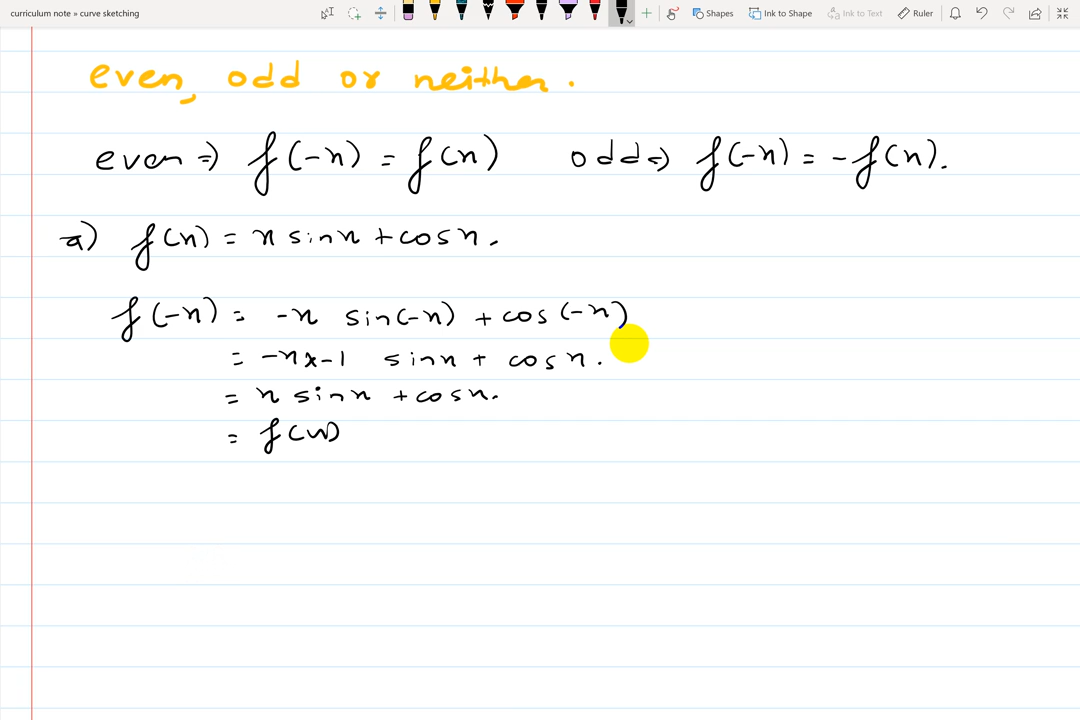 curriculum note » curve sketching Shapes Ink to Shape Ink to Text Ruler
even, odd or neither.
even ⇒ f(-x) = f(x) odd ⇒ f(-x) = -f(x).
a) f(x) = x sinx + cosx.
f(-x) = -x sin(-x) + cos(-x)
= -x x -1 sinx + cosx.
= x sinx + cosx.
= f(x)